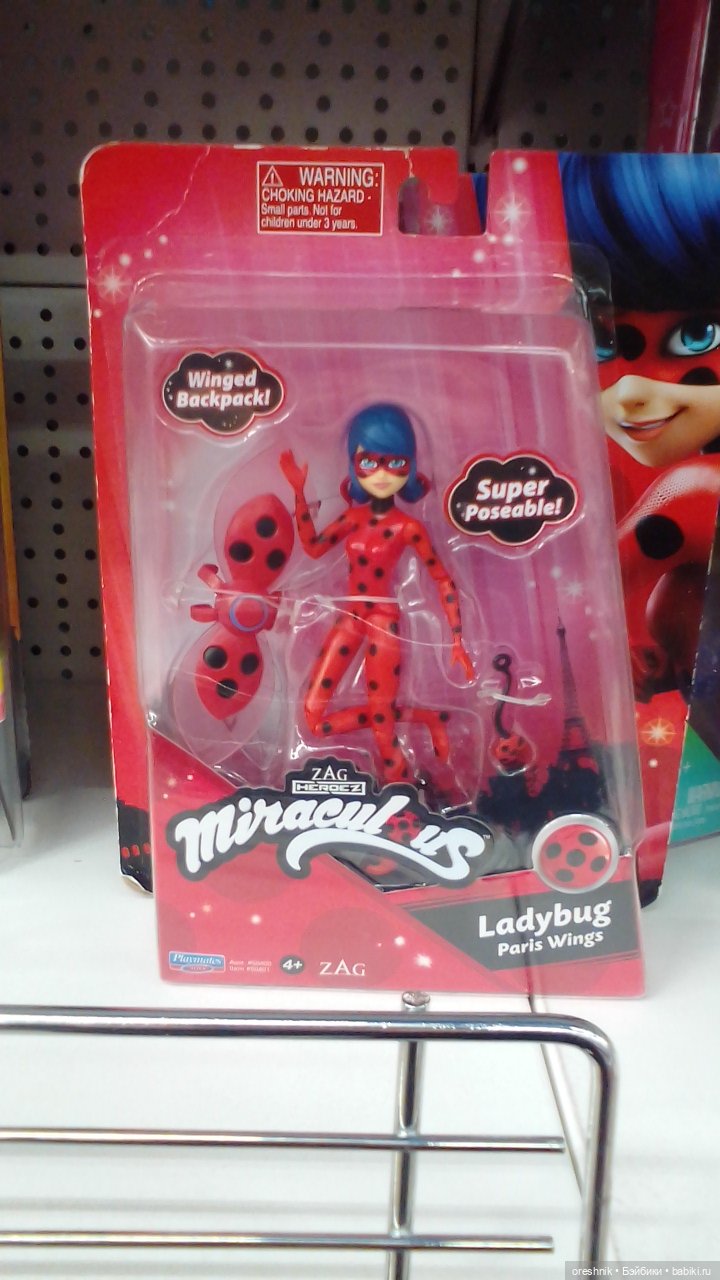 WARNING:
CHOKING HAZARD -
Small parts. Not for
children under 3 years.
Winged
Backpack!
Super
Poseable!
ZAG
HEROEZ
Miraculous
Ladybug
Paris Wings
Playmates
4+
ZAG
oreshnik • Бэйбики • babiki.ru